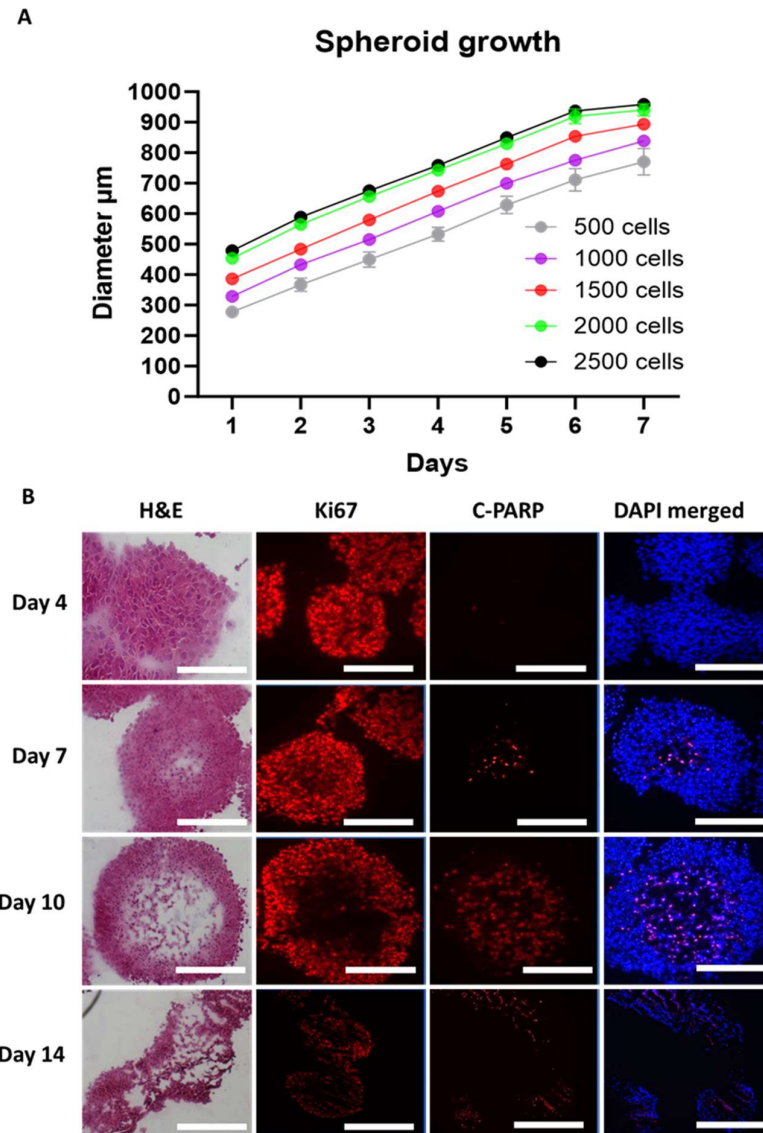 A
Spheroid growth
1000
900
800
700
600
500
400
300
200
100
0
Diameter µm
500 cells
1000 cells
1500 cells
2000 cells
2500 cells
1 2 3 4 5 6 7
Days
B
H&E Ki67 C-PARP DAPI merged
Day 4
Day 7
Day 10
Day 14